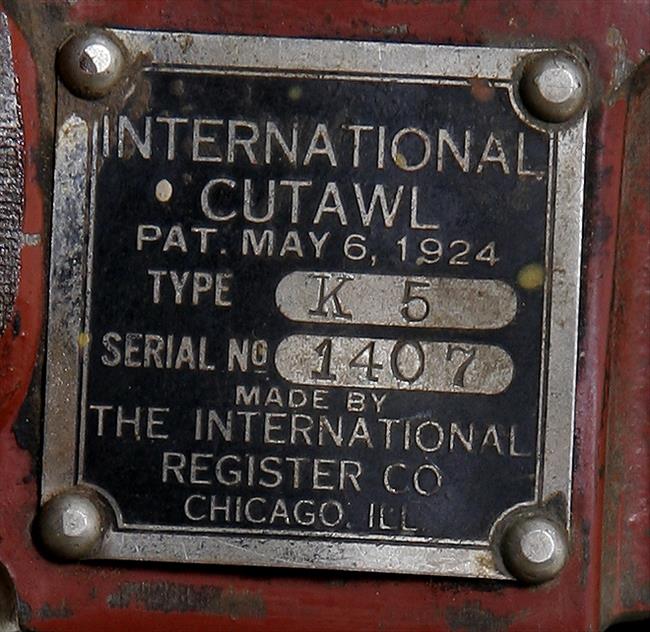 INTERNATIONAL
CUTAWL
PAT. MAY 6, 1924
TYPE K 5
SERIAL Nº 1407
MADE BY
THE INTERNATIONAL
REGISTER CO
CHICAGO. ILL.